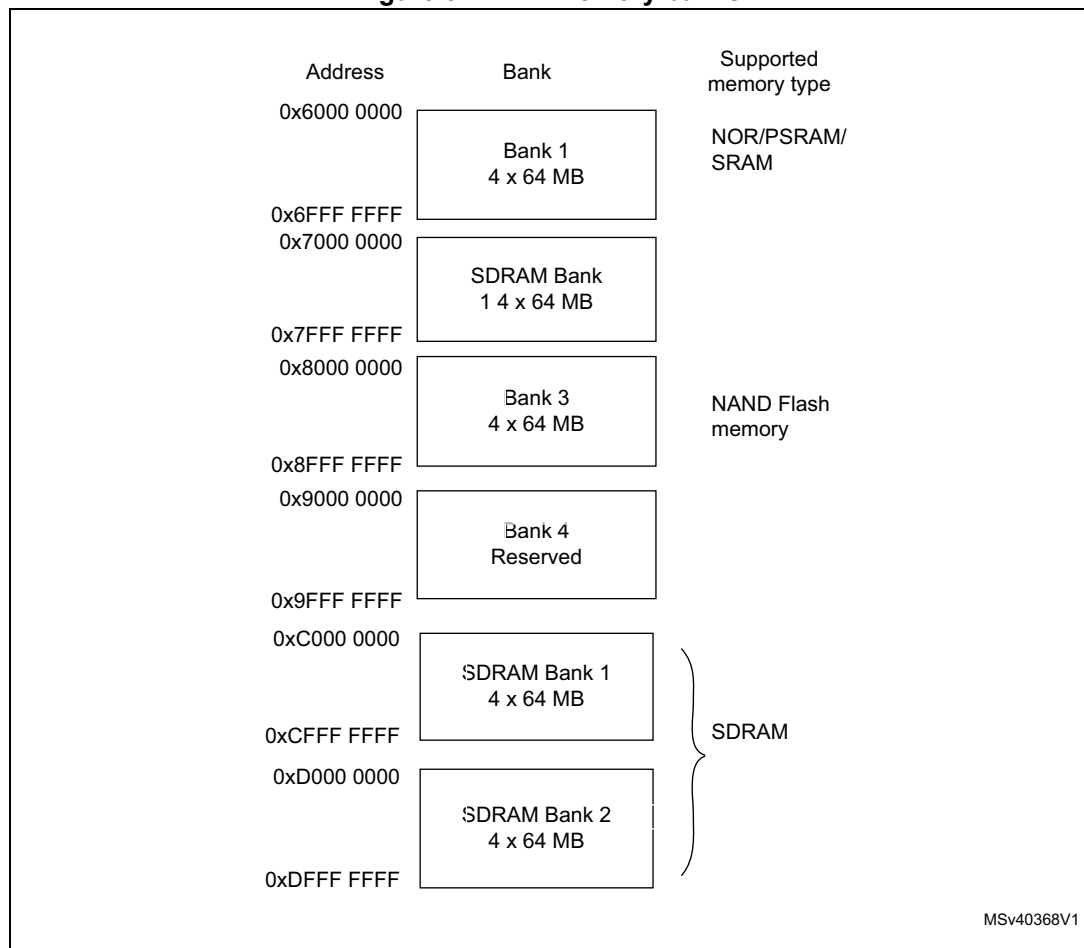 Address Bank Supported
memory type
0x6000 0000
Bank 1
4 x 64 MB
NOR/PSRAM/
SRAM
0x6FFF FFFF
0x7000 0000
SDRAM Bank
1 4 x 64 MB
0x7FFF FFFF
0x8000 0000
Bank 3
4 x 64 MB
NAND Flash
memory
0x8FFF FFFF
0x9000 0000
Bank 4
Reserved
0x9FFF FFFF
0xC000 0000
SDRAM Bank 1
4 x 64 MB
0xCFFF FFFF
SDRAM
0xD000 0000
SDRAM Bank 2
4 x 64 MB
0xDFFF FFFF
MSv40368V1